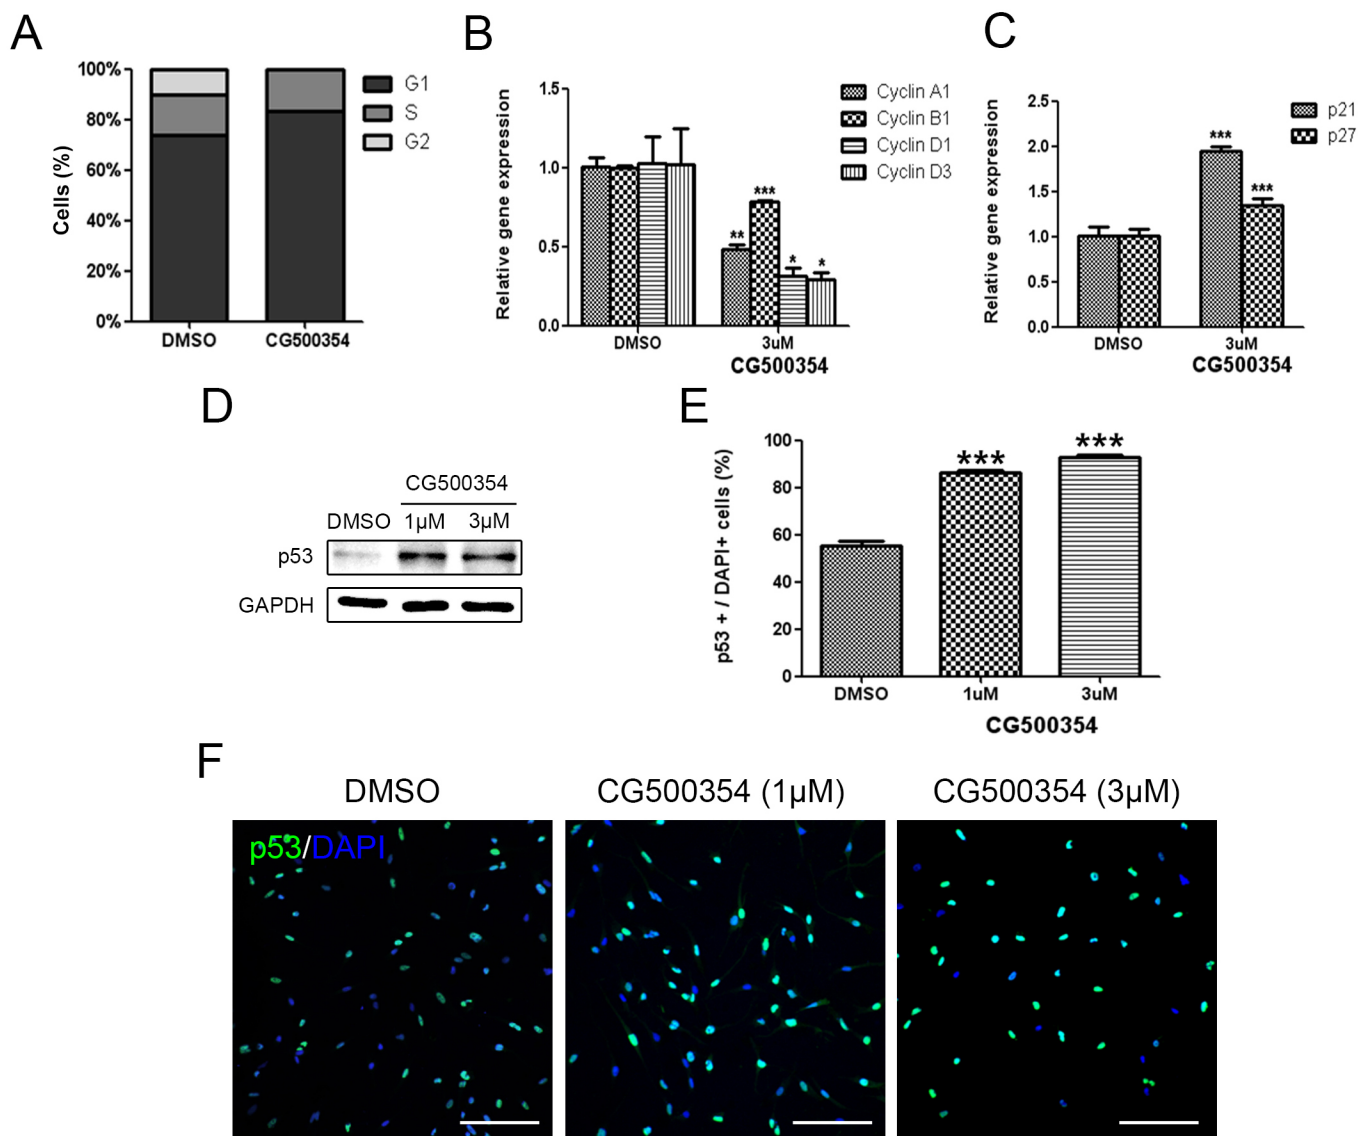 A
100%
80%
60%
40%
20%
0%
Cells (%)
DMSO
CG500354
G1
S
G2
B
1.5
1.0
0.5
0.0
Relative gene expression
**
***
*
*
DMSO
3uM
CG500354
Cyclin A1
Cyclin B1
Cyclin D1
Cyclin D3
C
2.5
2.0
1.5
1.0
0.5
0.0
Relative gene expression
***
***
DMSO
3uM
CG500354
p21
p27
D
CG500354
DMSO 1µM 3µM
p53
GAPDH
E
100
80
60
40
20
0
p53 + / DAPI+ cells (%)
***
***
DMSO
1uM
3uM
CG500354
F
DMSO
CG500354 (1µM)
CG500354 (3µM)
p53/DAPI